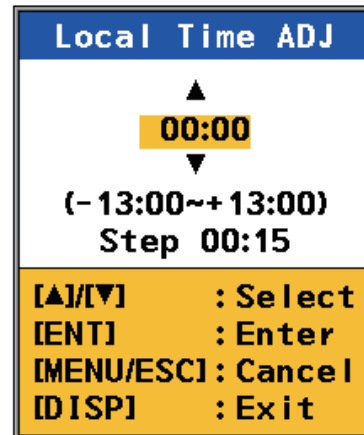 Local Time ADJ
▲
00:00
▼
(-13:00~+13:00)
Step 00:15
[▲]/[▼] :Select
[ENT] :Enter
[MENU/ESC]:Cancel
[DISP] :Exit